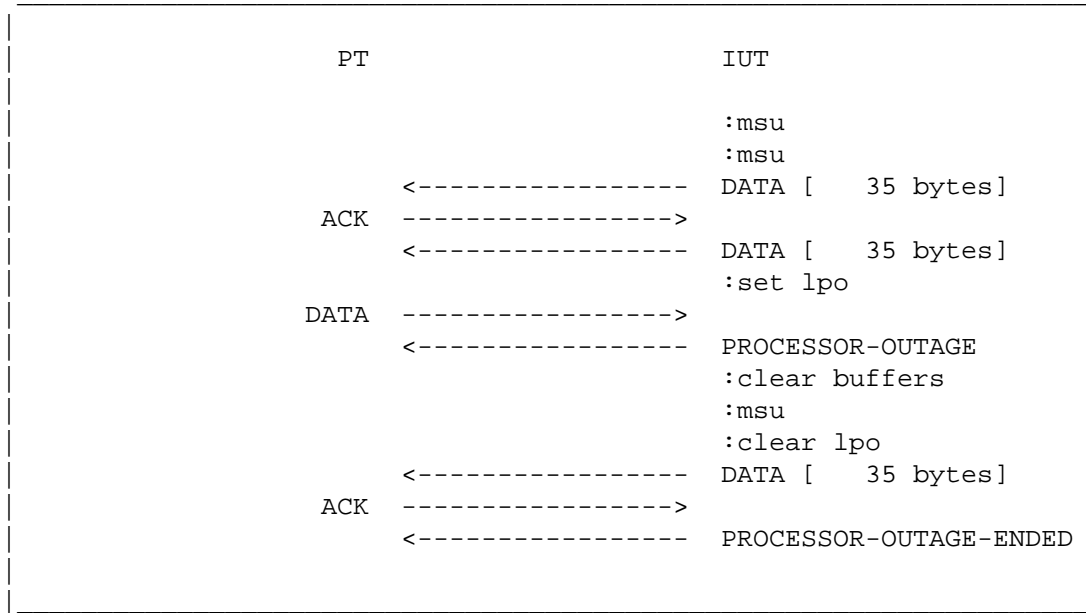 PT IUT
:msu
:msu
<----------------- DATA [   35 bytes]
ACK ----------------->
<----------------- DATA [   35 bytes]
:set lpo
DATA ----------------->
<----------------- PROCESSOR-OUTAGE
:clear buffers
:msu
:clear lpo
<----------------- DATA [   35 bytes]
ACK ----------------->
<----------------- PROCESSOR-OUTAGE-ENDED